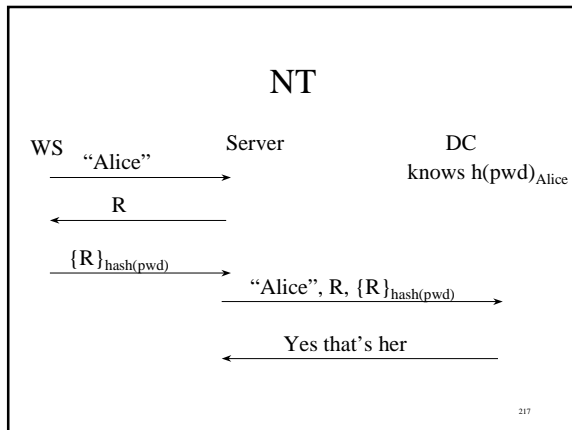 NT
WS
Server
DC
knows h(pwd)Alice
“Alice”
R
{R}hash(pwd)
“Alice”, R, {R}hash(pwd)
Yes that’s her
217